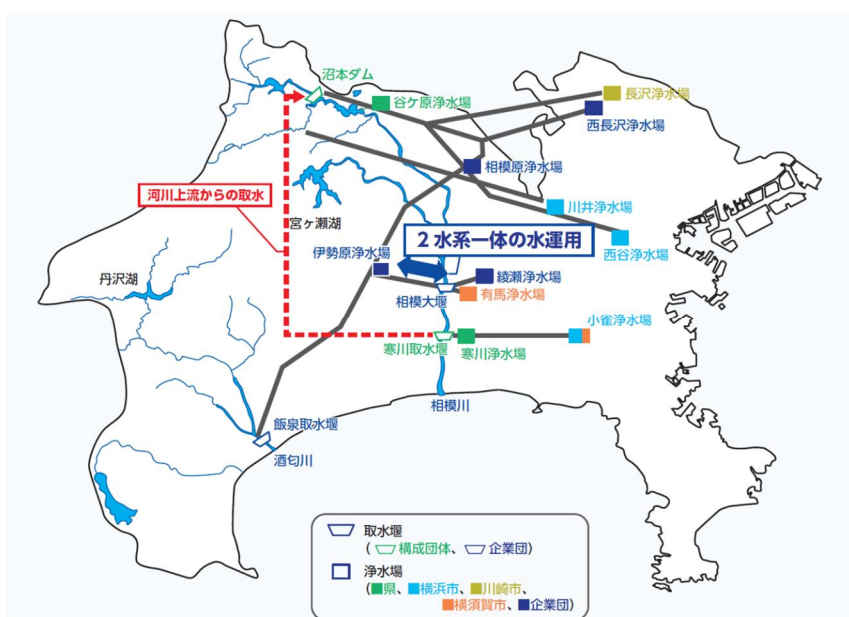 沼本ダム
谷ケ原浄水場
長沢浄水場
西長沢浄水場
相模原浄水場
河川上流からの取水
宮ヶ瀬湖
川井浄水場
2水系一体の水運用
西谷浄水場
伊勢原浄水場
丹沢湖
綾瀬浄水場
相模大堰
有馬浄水場
小雀浄水場
寒川取水堰
寒川浄水場
相模川
飯泉取水堰
酒匂川
取水堰
(構成団体、企業団)
浄水場
(県、横浜市、川崎市、
横須賀市、企業団)